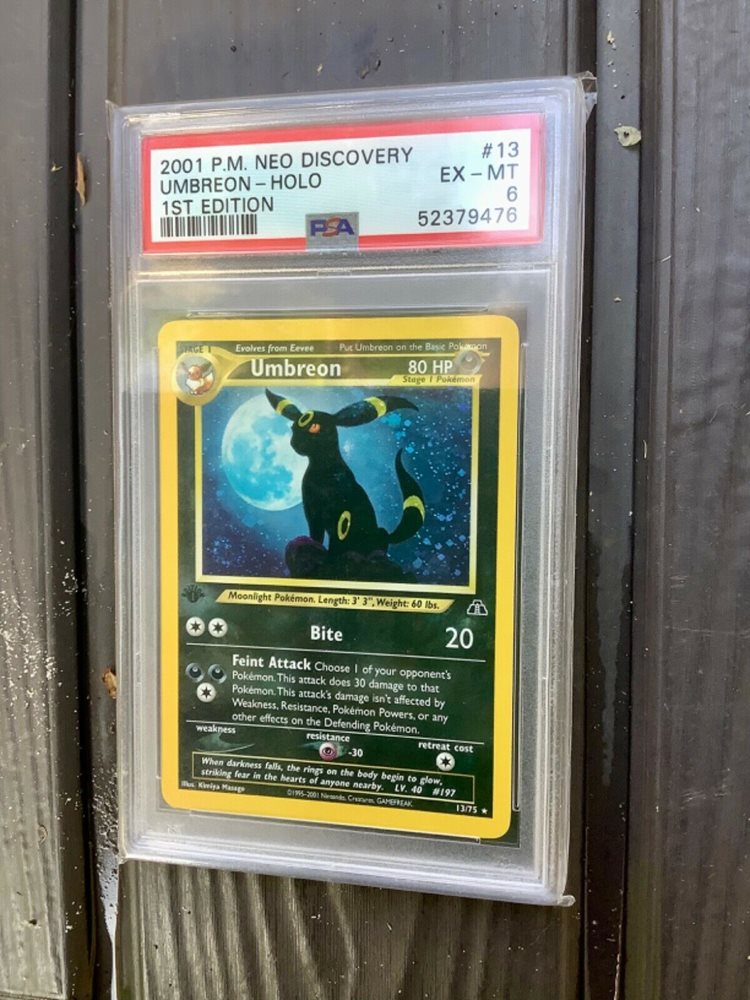 2001 P.M. NEO DISCOVERY #13
UMBREON - HOLO EX - MT
1ST EDITION 6
PSA 52379476
STAGE 1 Evolves from Eevee Put Umbreon on the Basic Pokémon
Umbreon 80 HP
Stage 1 Pokémon
Moonlight Pokémon. Length: 3' 3", Weight: 60 lbs.
Bite 20
Feint Attack Choose 1 of your opponent's
Pokémon. This attack does 30 damage to that
Pokémon. This attack's damage isn't affected by
Weakness, Resistance, Pokémon Powers, or any
other effects on the Defending Pokémon.
weakness resistance retreat cost
-30
When darkness falls, the rings on the body begin to glow,
striking fear in the hearts of anyone nearby. LV. 40 #197
Illus. Kimiya Masago ©1995-2001 Nintendo, Creatures, GAMEFREAK. 13/75